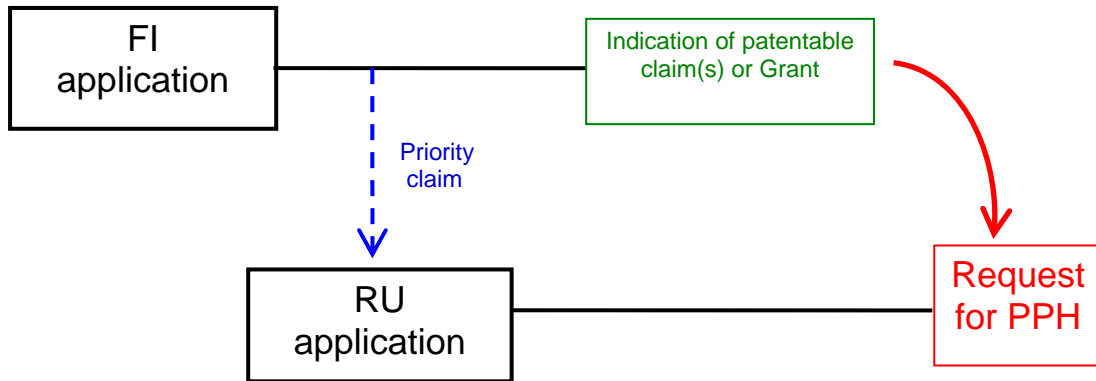 FI
application
Indication of patentable
claim(s) or Grant
Priority
claim
RU
application
Request
for PPH